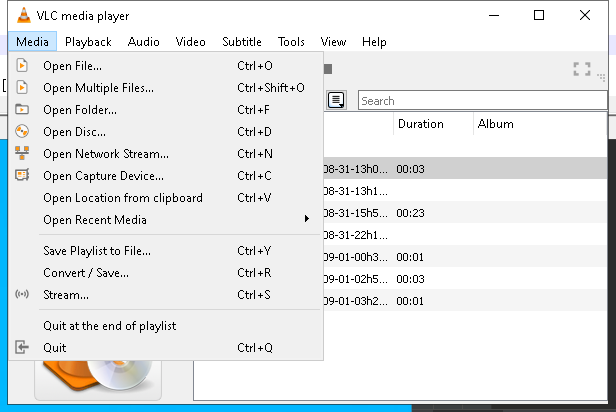 VLC media player
Media Playback Audio Video Subtitle Tools View Help
Open File... Ctrl+O
Open Multiple Files... Ctrl+Shift+O
Open Folder... Ctrl+F
Open Disc... Ctrl+D
Open Network Stream... Ctrl+N
Open Capture Device... Ctrl+C
Open Location from clipboard Ctrl+V
Open Recent Media
Save Playlist to File... Ctrl+Y
Convert / Save... Ctrl+R
Stream... Ctrl+S
Quit at the end of playlist
Quit Ctrl+Q
Search
Duration Album
08-31-13h0... 00:03
08-31-13h1...
08-31-15h5... 00:23
08-31-22h1...
09-01-00h3... 00:01
09-01-02h5... 00:03
09-01-03h2... 00:01